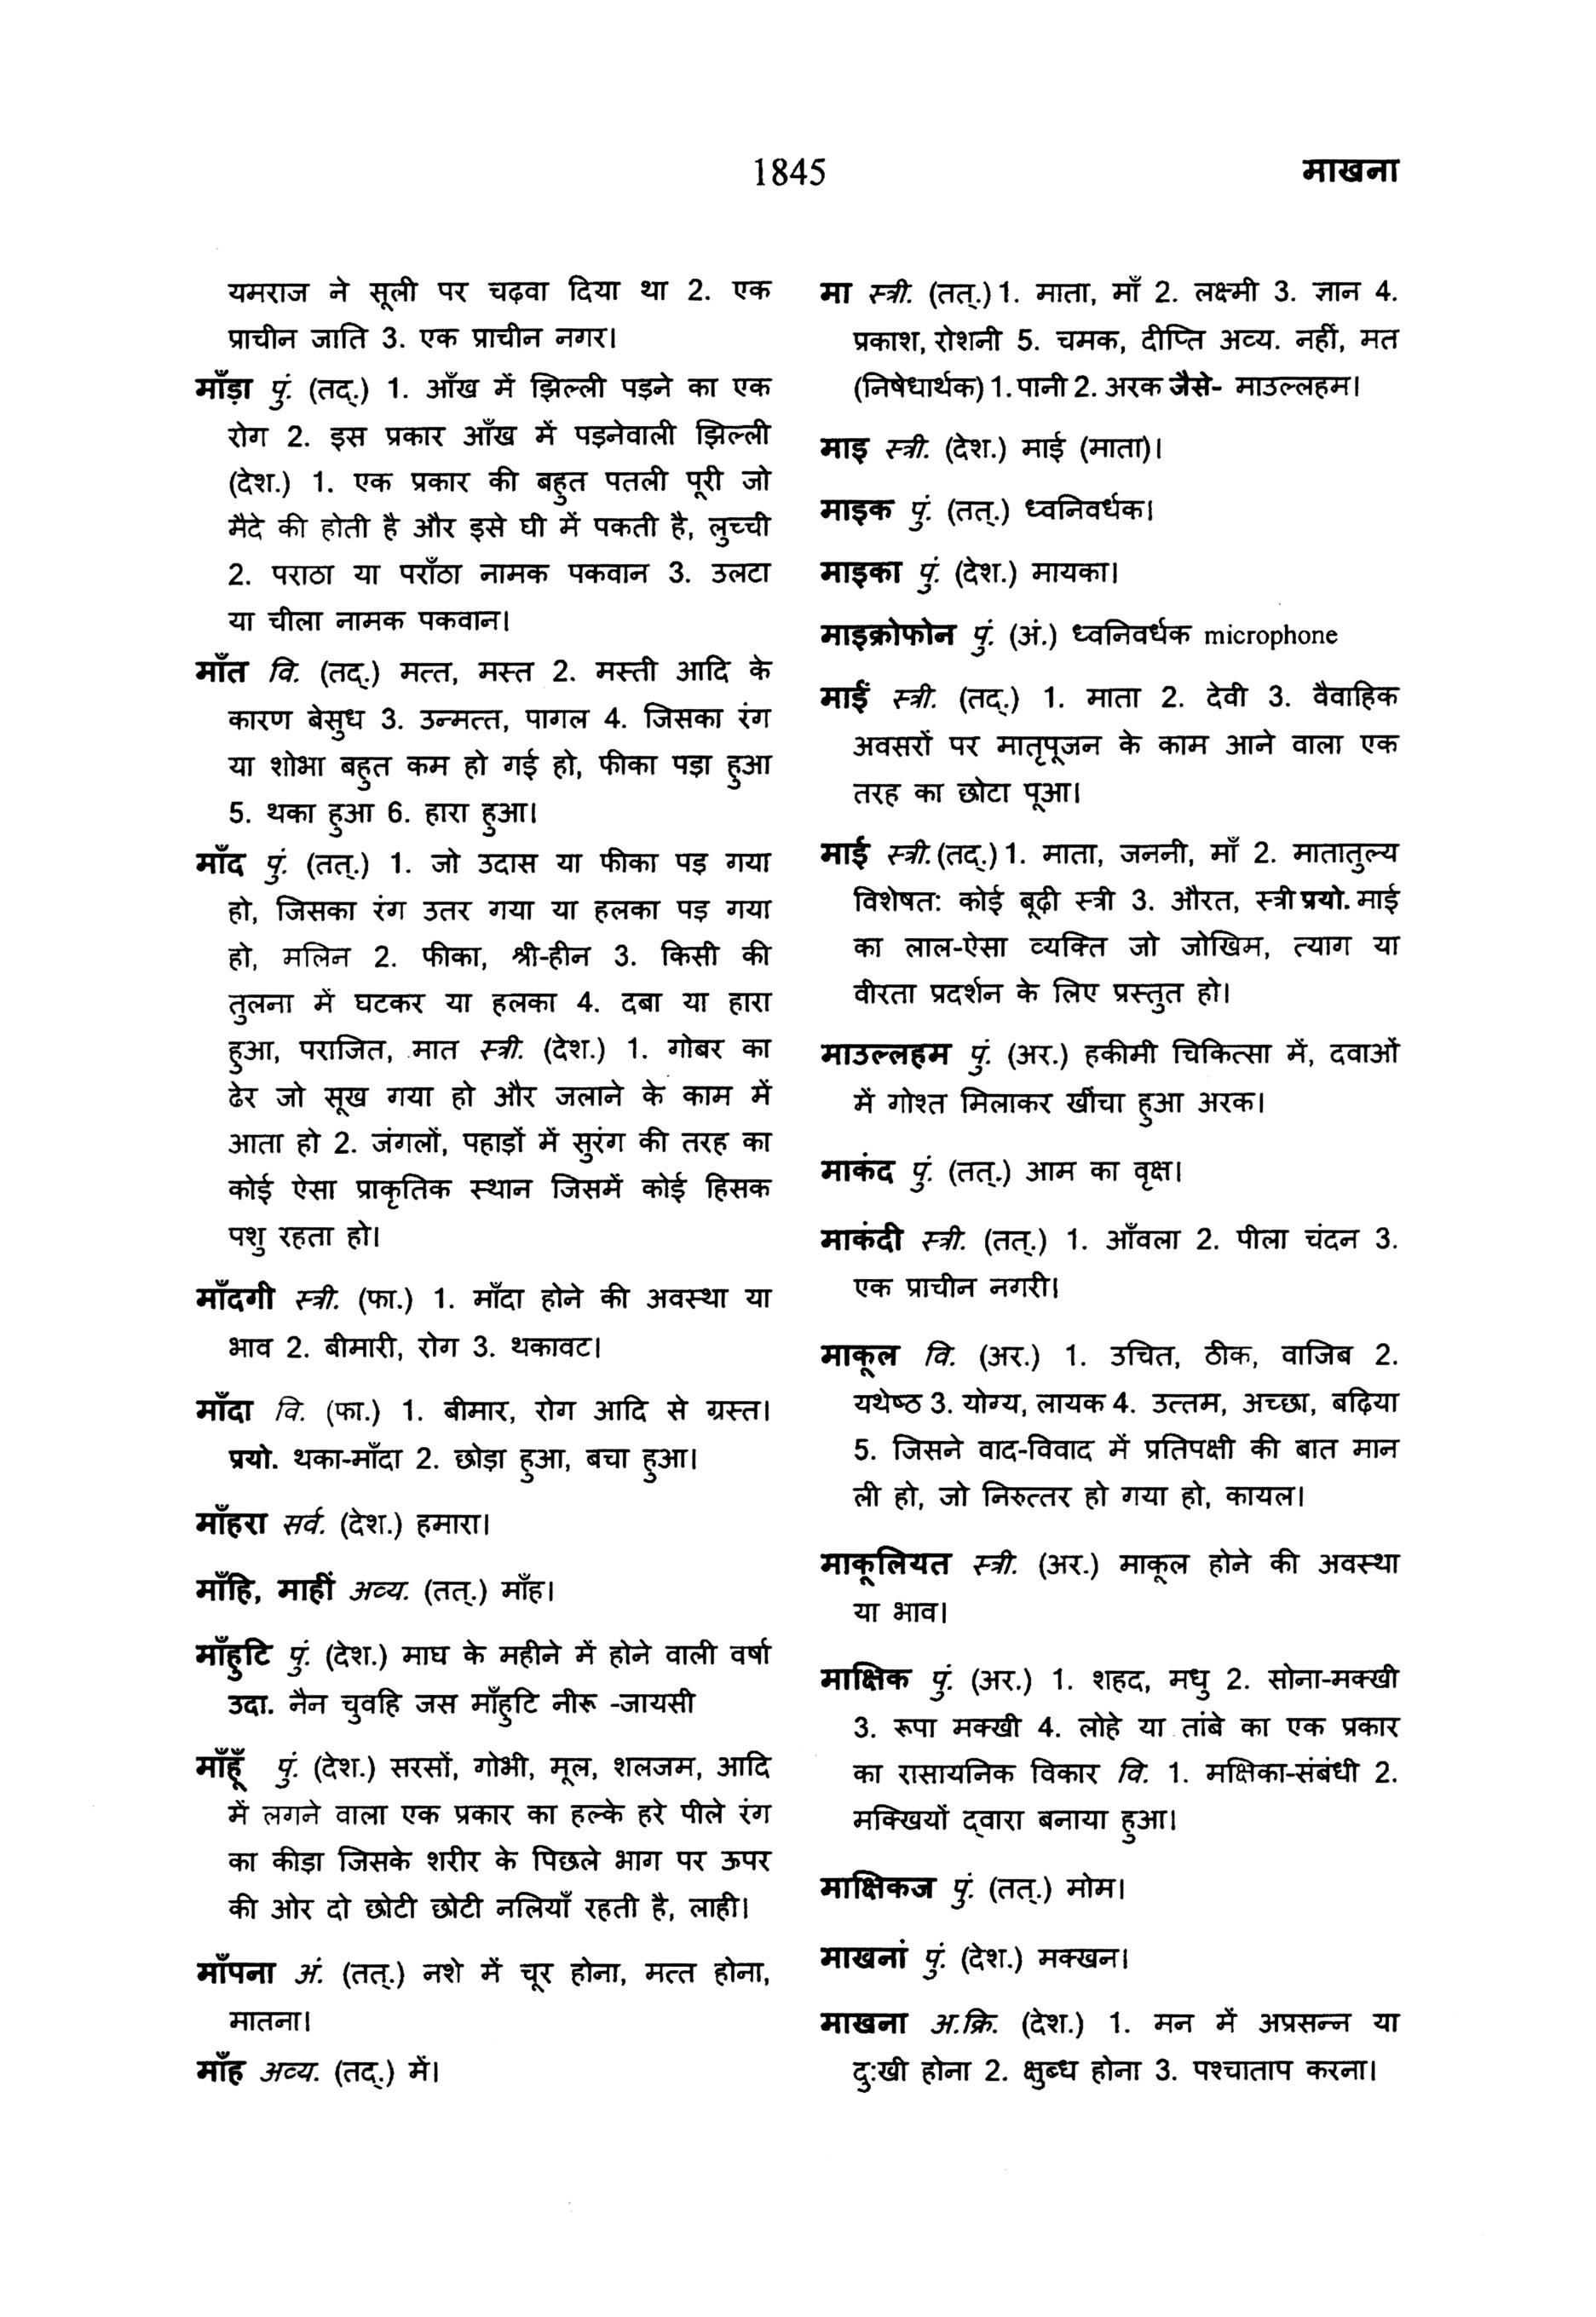 1845
माखना
यमराज ने सूली पर चढ़वा दिया था 2. एक
प्राचीन जाति 3. एक प्राचीन नगर।
माँड़ा पुं. (तद्.) 1. आँख में झिल्ली पड़ने का एक
रोग 2. इस प्रकार आँख में पड़नेवाली झिल्ली
(देश.) 1. एक प्रकार की बहुत पतली पूरी जो
मैदे की होती है और इसे घी में पकती है, लुच्ची
2. पराठा या पराँठा नामक पकवान 3. उलटा
या चीला नामक पकवान।
माँत वि. (तद्.) मत्त, मस्त 2. मस्ती आदि के
कारण बेसुध 3. उन्मत्त, पागल 4. जिसका रंग
या शोभा बहुत कम हो गई हो, फीका पड़ा हुआ
5. थका हुआ 6. हारा हुआ।
माँद पुं. (तत्.) 1. जो उदास या फीका पड़ गया
हो, जिसका रंग उतर गया या हलका पड़ गया
हो, मलिन 2. फीका, श्री-हीन 3. किसी की
तुलना में घटकर या हलका 4. दबा या हारा
हुआ, पराजित, मात स्त्री. (देश.) 1. गोबर का
ढेर जो सूख गया हो और जलाने के काम में
आता हो 2. जंगलों, पहाड़ों में सुरंग की तरह का
कोई ऐसा प्राकृतिक स्थान जिसमें कोई हिसक
पशु रहता हो।
माँदगी स्त्री. (फा.) 1. माँदा होने की अवस्था या
भाव 2. बीमारी, रोग 3. थकावट।
माँदा वि. (फा.) 1. बीमार, रोग आदि से ग्रस्त।
प्रयो. थका-माँदा 2. छोड़ा हुआ, बचा हुआ।
माँहरा सर्व. (देश.) हमारा।
माँहि, माहीं अव्य. (तत्.) माँह।
माँहुटि पुं. (देश.) माघ के महीने में होने वाली वर्षा
उदा. नैन चुवहि जस माँहुटि नीरू -जायसी
माँहूँ पुं. (देश.) सरसों, गोभी, मूल, शलजम, आदि
में लगने वाला एक प्रकार का हल्के हरे पीले रंग
का कीड़ा जिसके शरीर के पिछले भाग पर ऊपर
की ओर दो छोटी छोटी नलियाँ रहती है, लाही।
माँपना अं. (तत्.) नशे में चूर होना, मत्त होना,
मातना।
माँह अव्य. (तद्.) में।
मा स्त्री. (तत्.) 1. माता, माँ 2. लक्ष्मी 3. ज्ञान 4.
प्रकाश, रोशनी 5. चमक, दीप्ति अव्य. नहीं, मत
(निषेधार्थक) 1. पानी 2. अरक जैसे- माउल्लहम।
माइ स्त्री. (देश.) माई (माता)।
माइक पुं. (तत्.) ध्वनिवर्धक।
माइका पुं. (देश.) मायका।
माइक्रोफोन पुं. (अं.) ध्वनिवर्धक microphone
माईं स्त्री. (तद्.) 1. माता 2. देवी 3. वैवाहिक
अवसरों पर मातृपूजन के काम आने वाला एक
तरह का छोटा पूआ।
माई स्त्री. (तद्.) 1. माता, जननी, माँ 2. मातातुल्य
विशेषत: कोई बूढ़ी स्त्री 3. औरत, स्त्री प्रयो. माई
का लाल-ऐसा व्यक्ति जो जोखिम, त्याग या
वीरता प्रदर्शन के लिए प्रस्तुत हो।
माउल्लहम पुं. (अर.) हकीमी चिकित्सा में, दवाओं
में गोश्त मिलाकर खींचा हुआ अरक।
माकंद पुं. (तत्.) आम का वृक्ष।
माकंदी स्त्री. (तत्.) 1. आँवला 2. पीला चंदन 3.
एक प्राचीन नगरी।
माकूल वि. (अर.) 1. उचित, ठीक, वाजिब 2.
यथेष्ठ 3. योग्य, लायक 4. उत्तम, अच्छा, बढ़िया
5. जिसने वाद-विवाद में प्रतिपक्षी की बात मान
ली हो, जो निरुत्तर हो गया हो, कायल।
माकूलियत स्त्री. (अर.) माकूल होने की अवस्था
या भाव।
माक्षिक पुं. (अर.) 1. शहद, मधु 2. सोना-मक्खी
3. रूपा मक्खी 4. लोहे या तांबे का एक प्रकार
का रासायनिक विकार वि. 1. मक्षिका-संबंधी 2.
मक्खियों द्वारा बनाया हुआ।
माक्षिकज पुं. (तत्.) मोम।
माखनां पुं. (देश.) मक्खन।
माखना अ.क्रि. (देश.) 1. मन में अप्रसन्न या
दु:खी होना 2. क्षुब्ध होना 3. पश्चाताप करना।